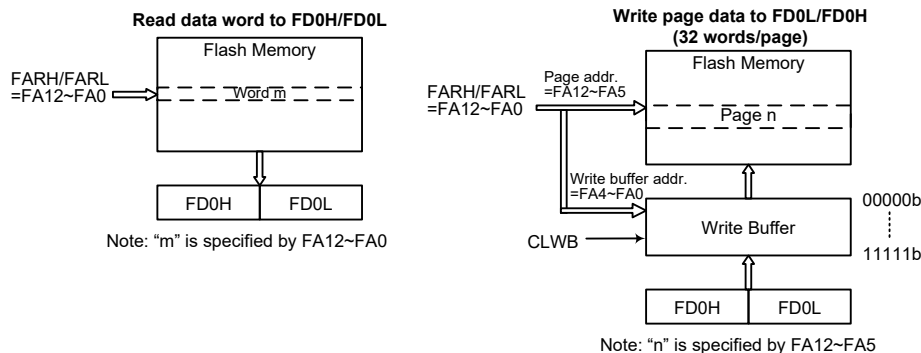 Read data word to FD0H/FD0L
Flash Memory
FARH/FARL
=FA12~FA0
Word m
FD0H
FD0L
Note: “m” is specified by FA12~FA0
Write page data to FD0L/FD0H
(32 words/page)
Flash Memory
FARH/FARL
=FA12~FA0
Page addr.
=FA12~FA5
Page n
Write buffer addr.
=FA4~FA0
CLWB
Write Buffer
00000b
11111b
FD0H
FD0L
Note: “n” is specified by FA12~FA5